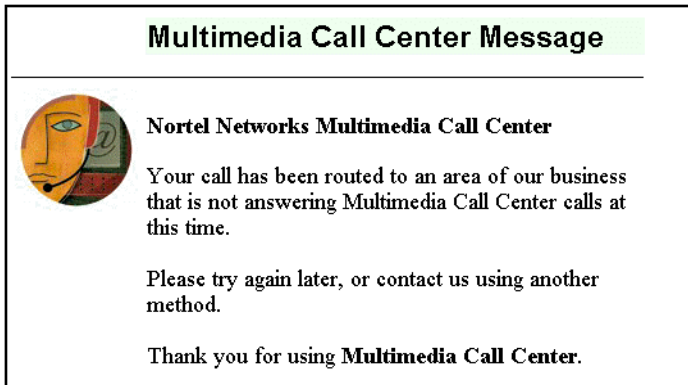 Multimedia Call Center Message
Nortel Networks Multimedia Call Center
Your call has been routed to an area of our business
that is not answering Multimedia Call Center calls at
this time.
Please try again later, or contact us using another
method.
Thank you for using Multimedia Call Center.
@